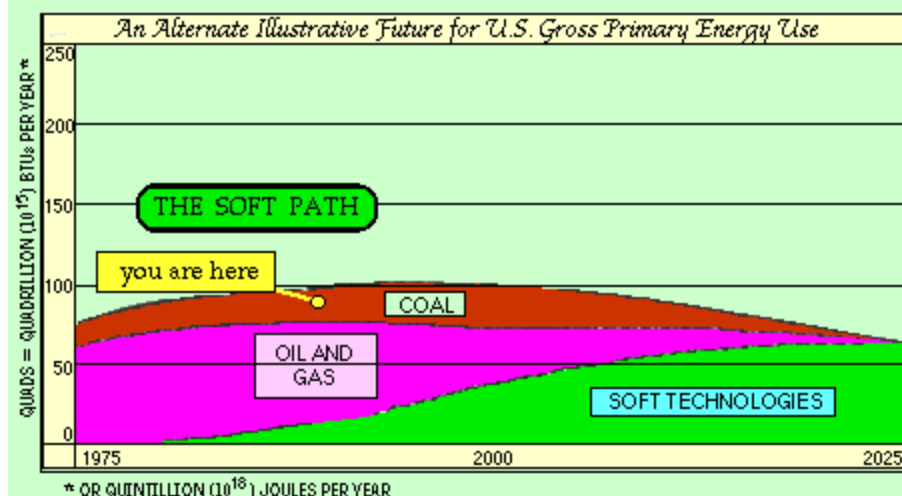 An Alternate Illustrative Future for U.S. Gross Primary Energy Use
QUADS = QUADRILLION (10¹⁵) BTUs PER YEAR*
250
200
150
100
50
0
THE SOFT PATH
you are here
COAL
OIL AND
GAS
SOFT TECHNOLOGIES
1975
2000
2025
* OR QUINTILLION (10¹⁸) JOULES PER YEAR